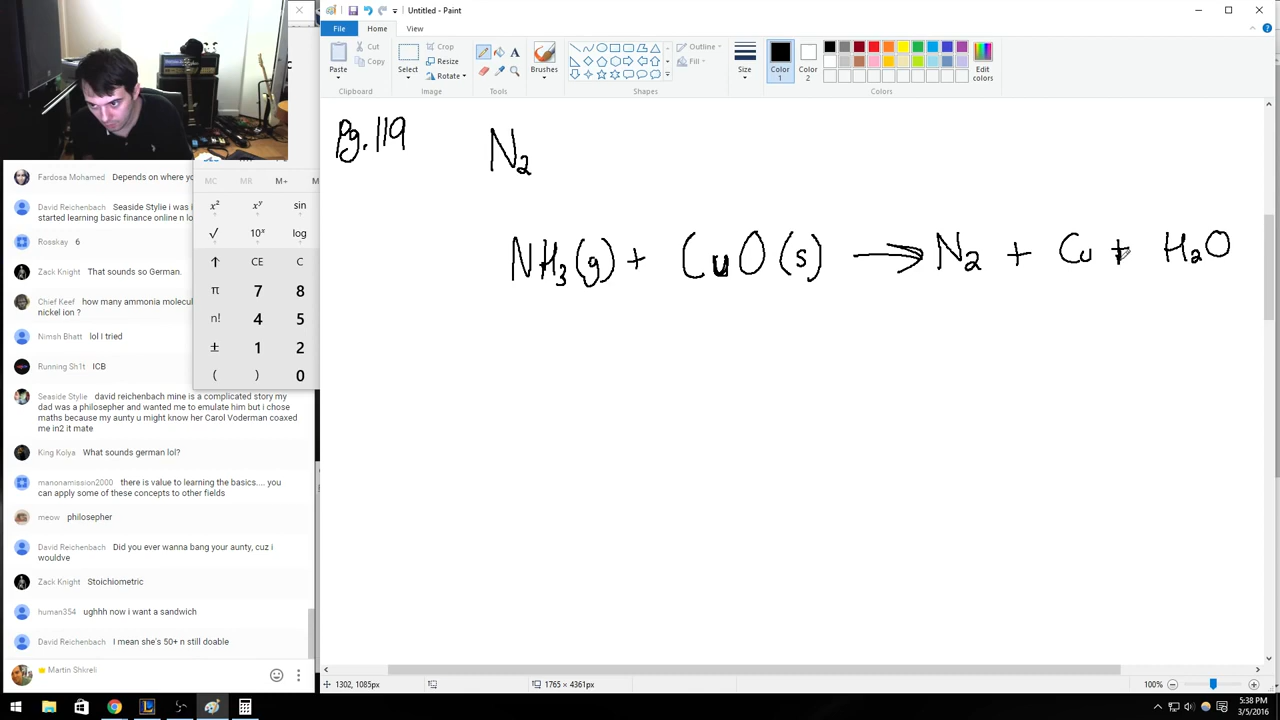 Untitled - Paint
File Home View
Paste Cut Copy
Select Crop Resize Rotate
Brushes
Size
Outline Fill
Color 1 Color 2
Edit colors
Clipboard Image Tools Shapes Colors
Pg. 119 N₂
NH₃(g) + CuO(s) → N₂ + Cu + H₂O
Fardosa Mohamed Depends on where
David Reichenbach Seaside Stylie i was
started learning basic finance online n
Rosskay 6
Zack Knight That sounds so German.
Chief Keef how many ammonia
nickel ion ?
Nimsh Bhatt lol I tried
Running Sh1t ICB
Seaside Stylie david reichenbach mine is a complicated story my
dad was a philosepher and wanted me to emulate him but i chose
maths because my aunty u might know her Carol Voderman coaxed
me in2 it mate
King Kolya What sounds german lol?
manonamission2000 there is value to learning the basics.... you
can apply some of these concepts to other fields
meow philosepher
David Reichenbach Did you ever wanna bang your aunty, cuz i
wouldve
Zack Knight Stoichiometric
human354 ughhh now i want a sandwich
David Reichenbach I mean she's 50+ n still doable
Martin Shkreli
MC MR M+ M
x² xʸ sin
√ 10ˣ log
↑ CE C
π 7 8
n! 4 5
± 1 2
( ) 0
1302, 1085px 1765 × 4361px 100%
5:38 PM
3/5/2016